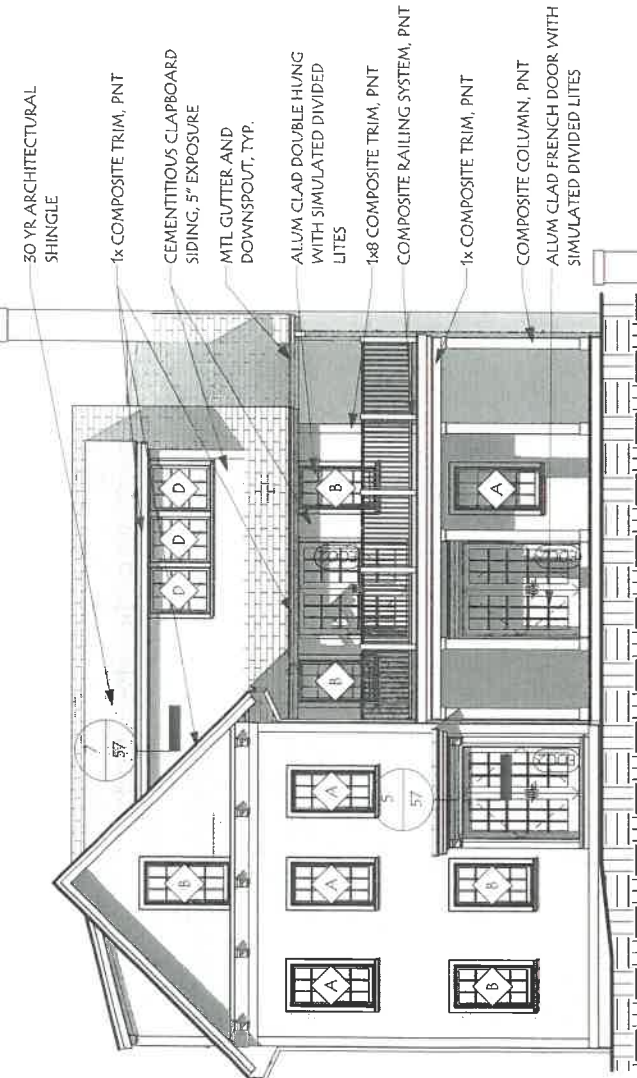 30 YR ARCHITECTURAL
SHINGLE
1x COMPOSITE TRIM, PNT
CEMENTITIOUS CLAPBOARD
SIDING, 5" EXPOSURE
MTL GUTTER AND
DOWNSPOUT, TYP.
ALUM CLAD DOUBLE HUNG
WITH SIMULATED DIVIDED
LITES
1x8 COMPOSITE TRIM, PNT
COMPOSITE RAILING SYSTEM, PNT
1x COMPOSITE TRIM, PNT
COMPOSITE COLUMN, PNT
ALUM CLAD FRENCH DOOR WITH
SIMULATED DIVIDED LITES
7
57
D
D
D
B
B
B
A
A
A
5
57
B
B
A